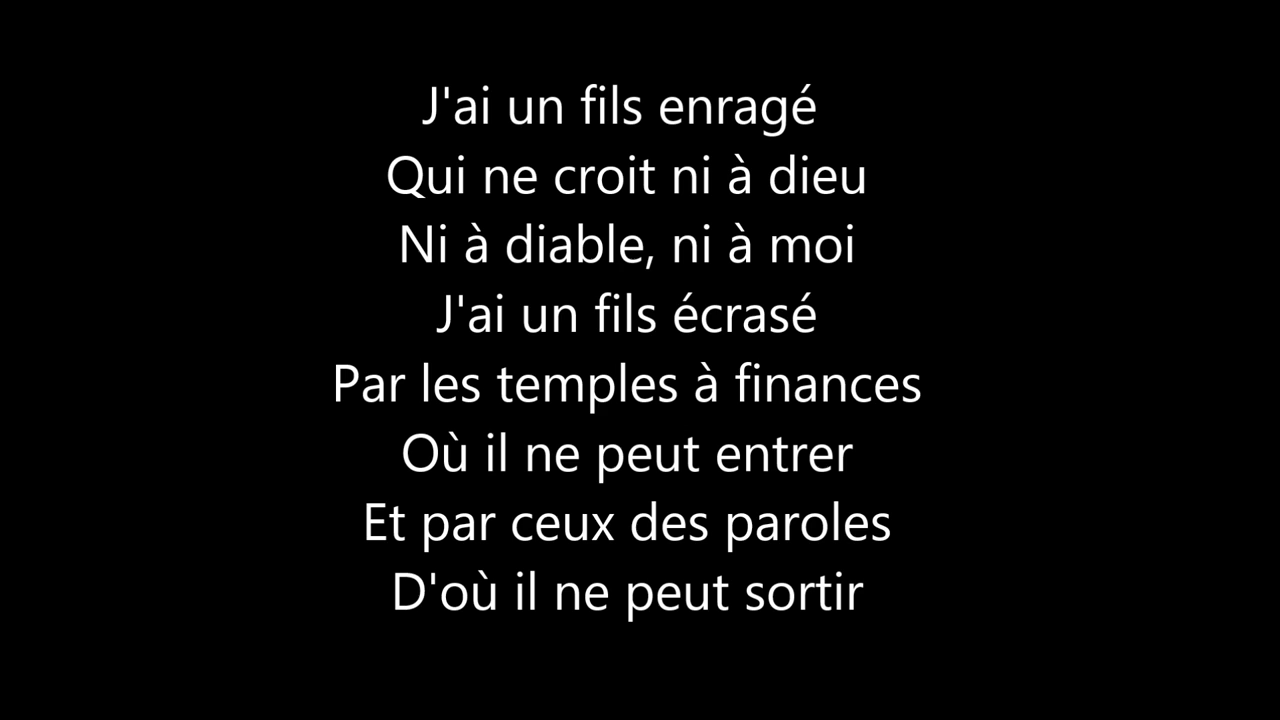 J'ai un fils enragé
Qui ne croit ni à dieu
Ni à diable, ni à moi
J'ai un fils écrasé
Par les temples à finances
Où il ne peut entrer
Et par ceux des paroles
D'où il ne peut sortir